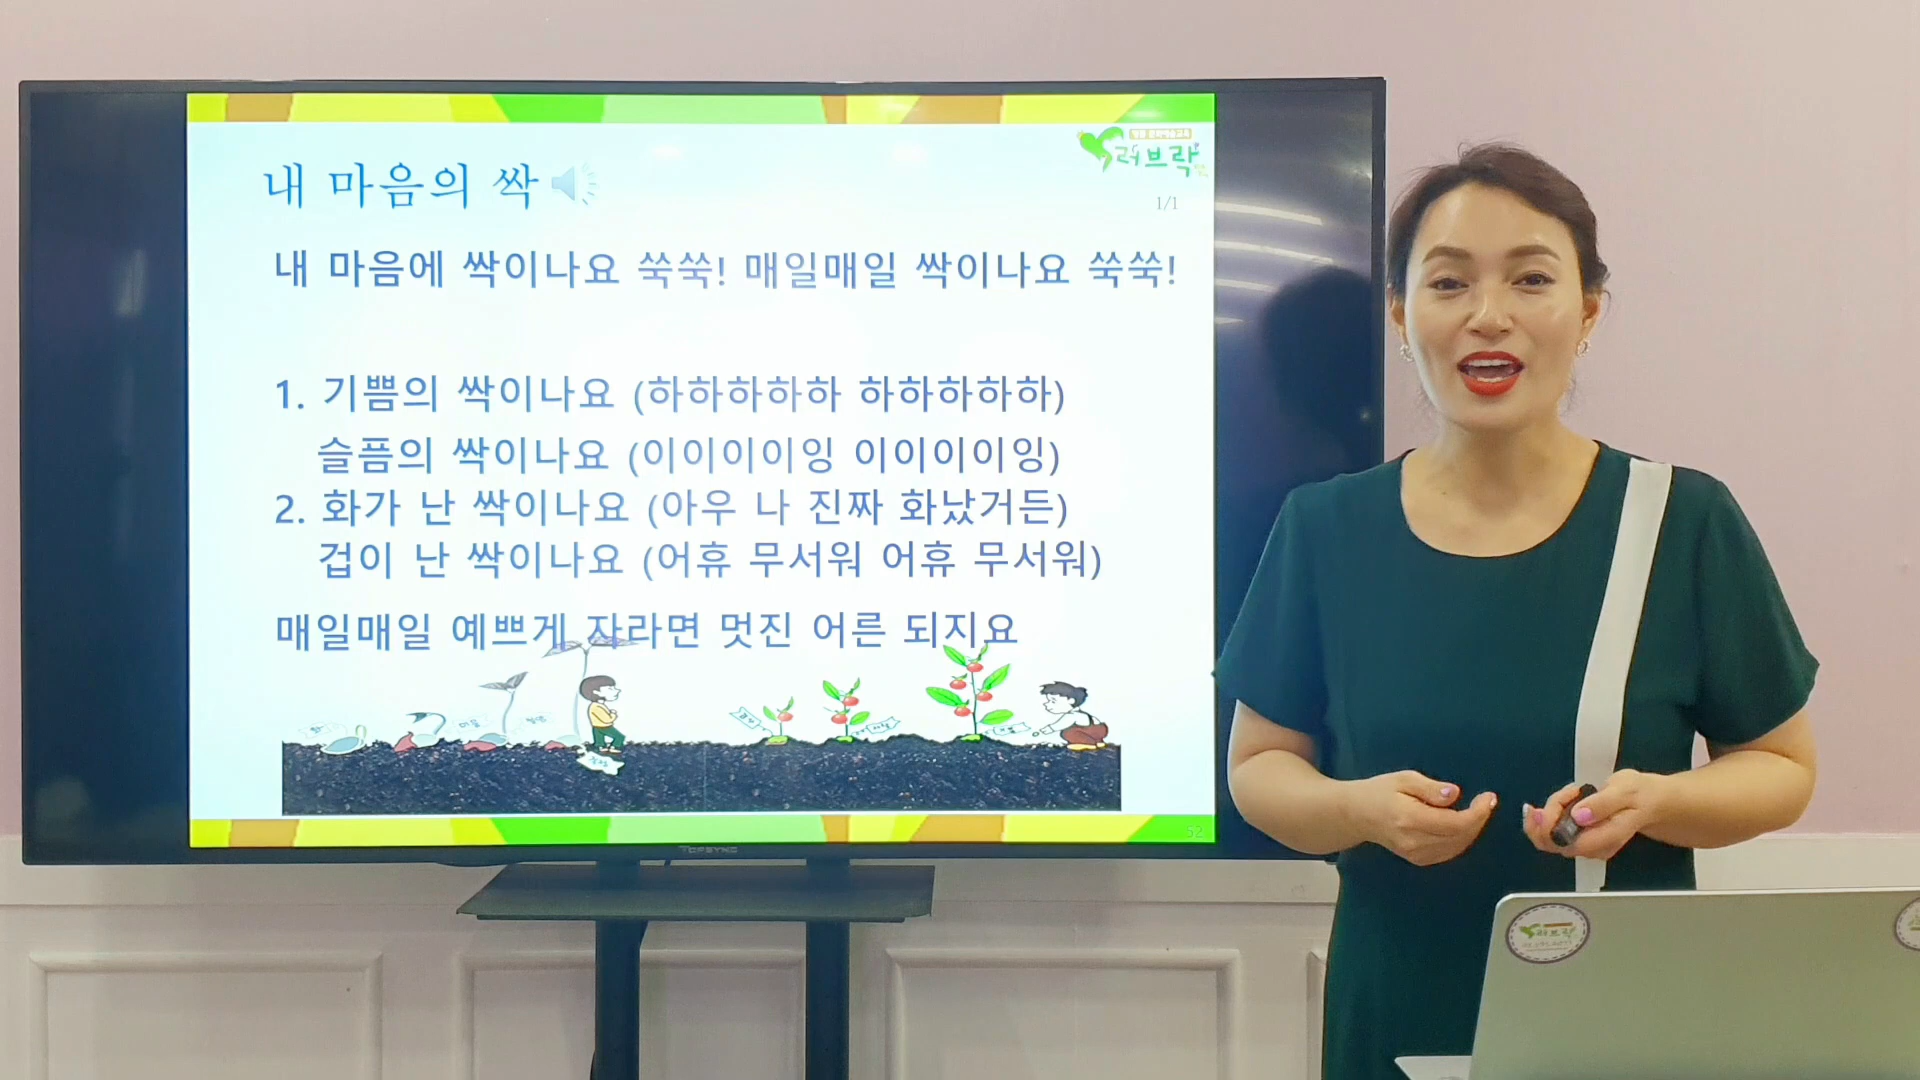 러브락
내 마음의 싹
1/1
내 마음에 싹이나요 쑥쑥! 매일매일 싹이나요 쑥쑥!
1. 기쁨의 싹이나요 (하하하하하 하하하하하)
슬픔의 싹이나요 (이이이이잉 이이이이잉)
2. 화가 난 싹이나요 (아우 나 진짜 화났거든)
겁이 난 싹이나요 (어휴 무서워 어휴 무서워)
매일매일 예쁘게 자라면 멋진 어른 되지요
52
TOPSYNC
러브락